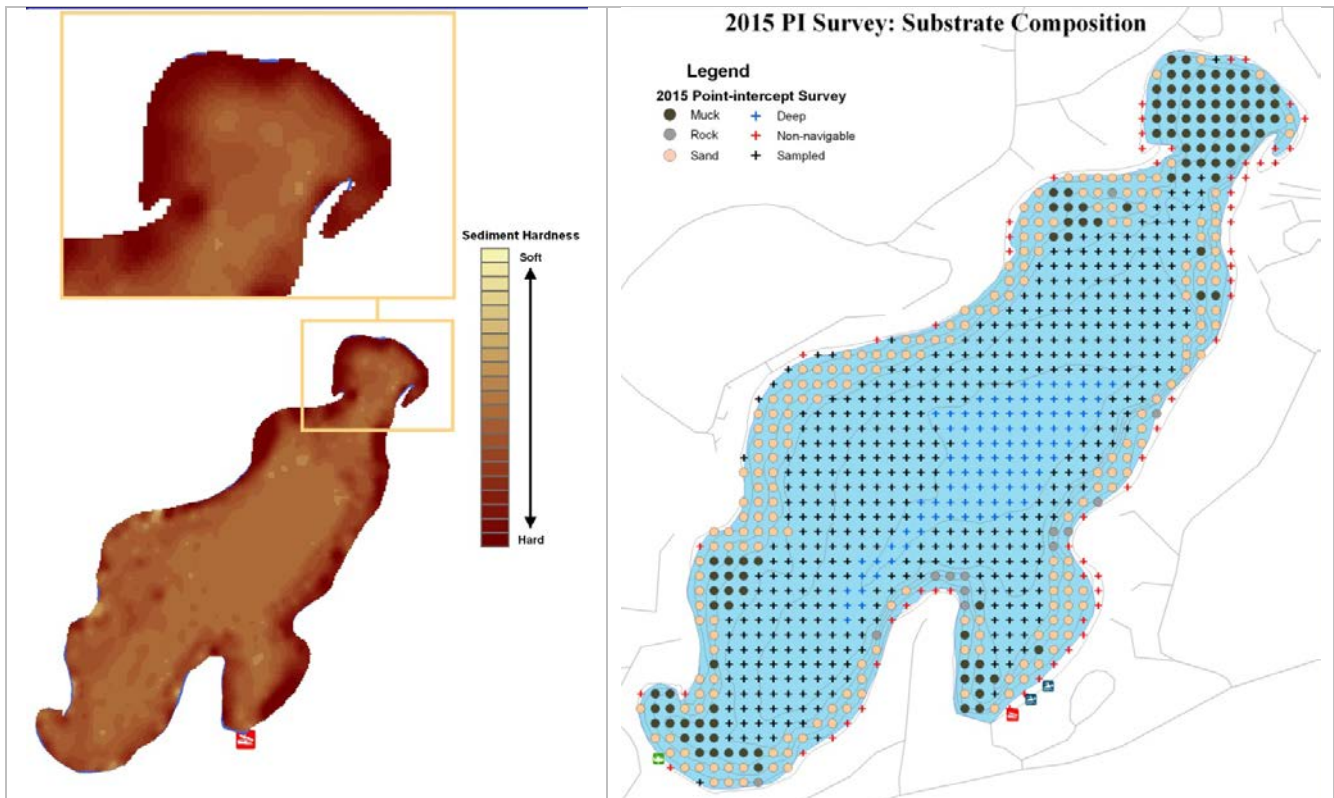 Sediment Hardness
Soft
Hard
2015 PI Survey: Substrate Composition
Legend
2015 Point-intercept Survey
Muck
Deep
Rock
Non-navigable
Sand
Sampled